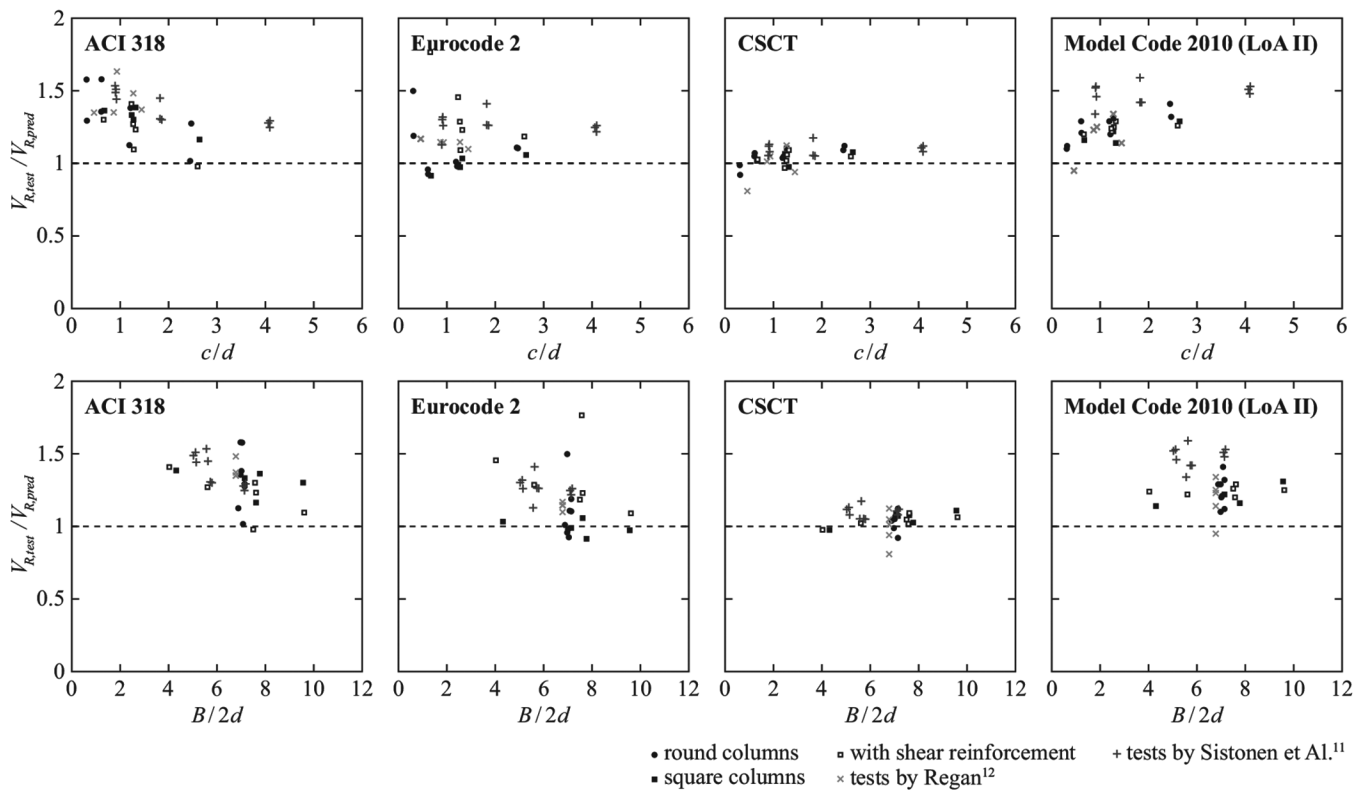 2
ACI 318
Eurocode 2
CSCT
Model Code 2010 (LoA II)
1.5
1
0.5
0
V_R,test / V_R,pred
0 1 2 3 4 5 6
0 1 2 3 4 5 6
0 1 2 3 4 5 6
0 1 2 3 4 5 6
c/d
c/d
c/d
c/d
2
ACI 318
Eurocode 2
CSCT
Model Code 2010 (LoA II)
1.5
1
0.5
0
V_R,test / V_R,pred
0 2 4 6 8 10 12
0 2 4 6 8 10 12
0 2 4 6 8 10 12
0 2 4 6 8 10 12
B/2d
B/2d
B/2d
B/2d
round columns
with shear reinforcement
tests by Sistonen et Al.¹¹
square columns
tests by Regan¹²